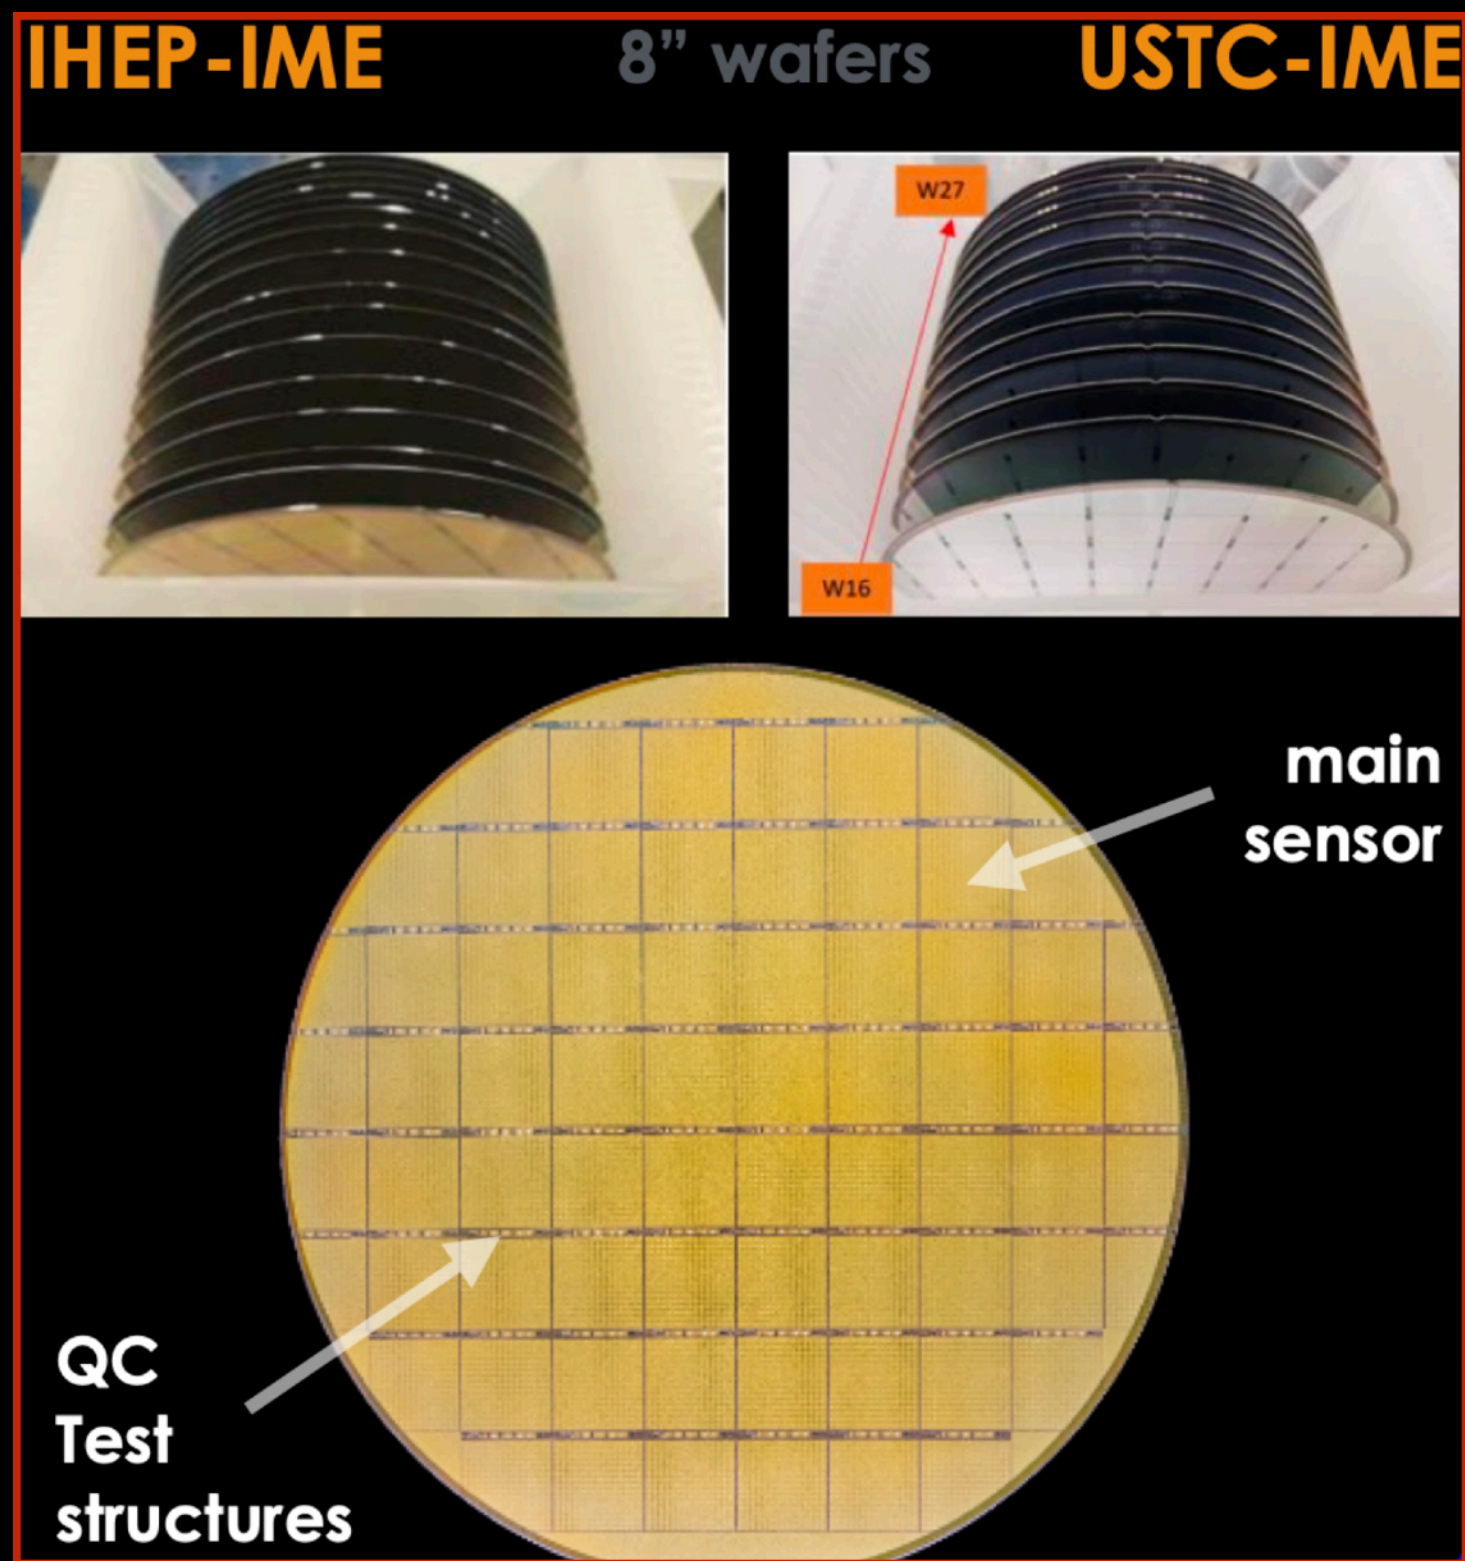 IHEP-IME 8” wafers USTC-IME
W27
W16
main
sensor
QC
Test
structures